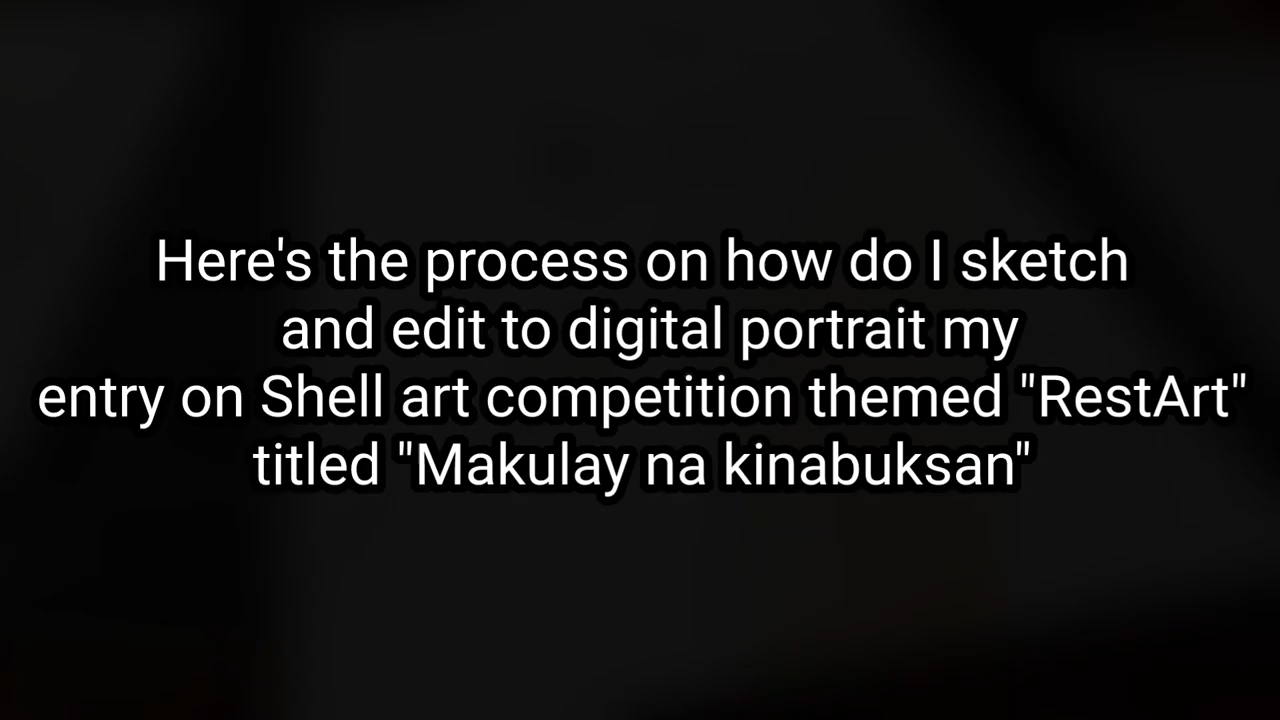 Here's the process on how do I sketch
and edit to digital portrait my
entry on Shell art competition themed "RestArt"
titled "Makulay na kinabuksan"